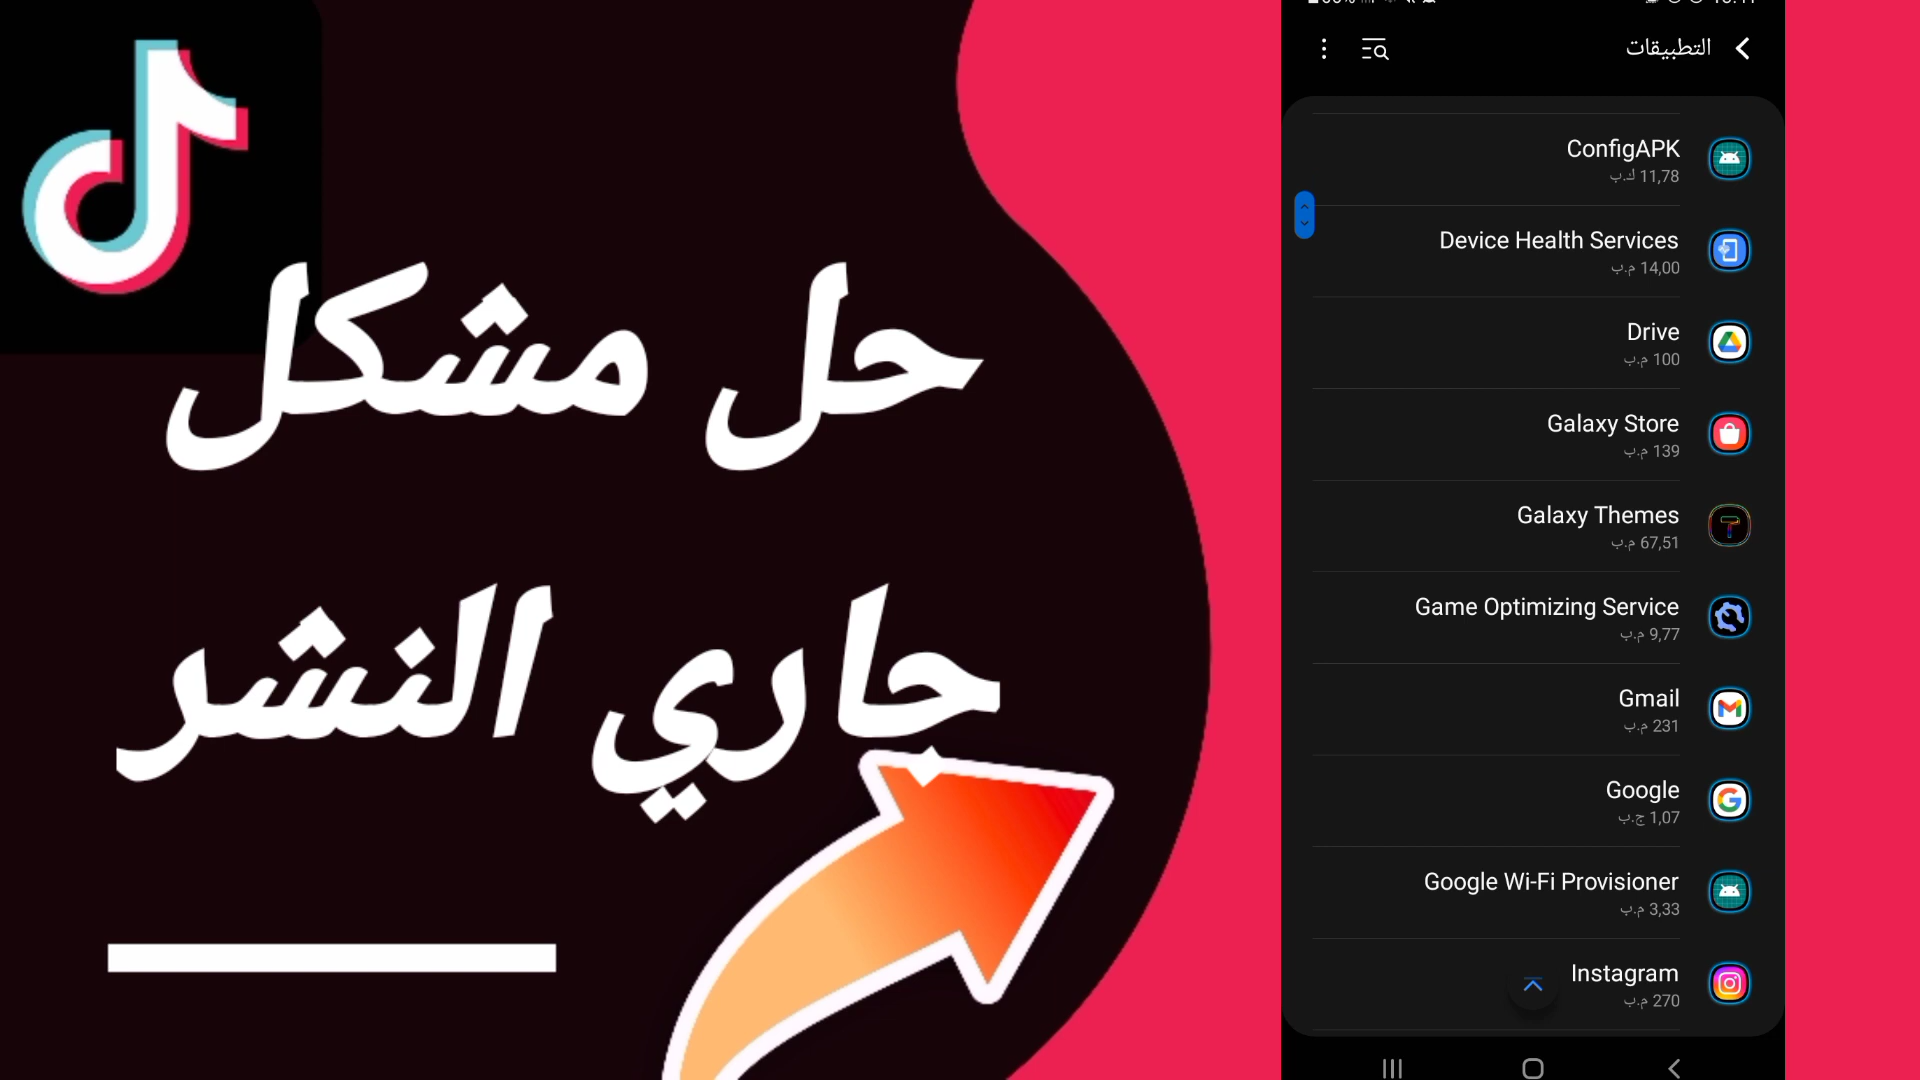 حل مشكل
جاري النشر
التطبيقات
ConfigAPK
11,78 ك.ب
Device Health Services
14,00 م.ب
Drive
100 م.ب
Galaxy Store
139 م.ب
Galaxy Themes
67,51 م.ب
Game Optimizing Service
9,77 م.ب
Gmail
231 م.ب
Google
1,07 ج.ب
Google Wi-Fi Provisioner
3,33 م.ب
Instagram
270 م.ب